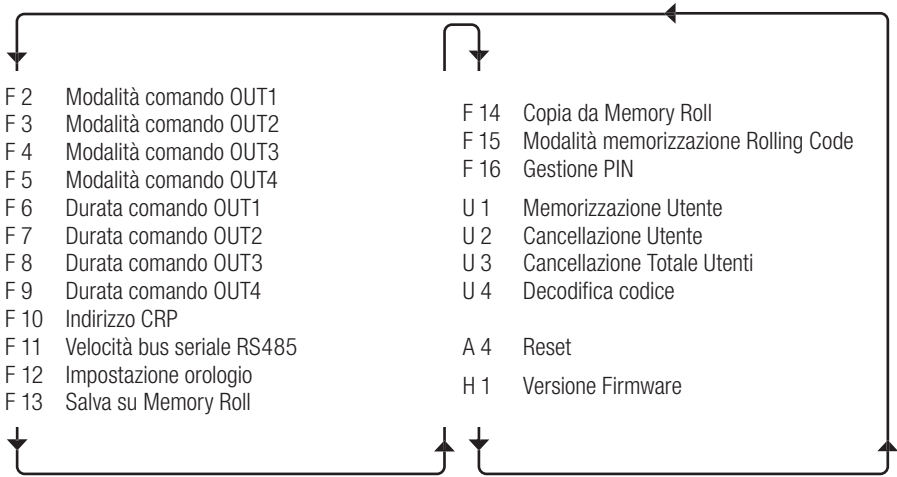 F 2 Modalità comando OUT1
F 3 Modalità comando OUT2
F 4 Modalità comando OUT3
F 5 Modalità comando OUT4
F 6 Durata comando OUT1
F 7 Durata comando OUT2
F 8 Durata comando OUT3
F 9 Durata comando OUT4
F 10 Indirizzo CRP
F 11 Velocità bus seriale RS485
F 12 Impostazione orologio
F 13 Salva su Memory Roll
F 14 Copia da Memory Roll
F 15 Modalità memorizzazione Rolling Code
F 16 Gestione PIN
U 1 Memorizzazione Utente
U 2 Cancellazione Utente
U 3 Cancellazione Totale Utenti
U 4 Decodifica codice
A 4 Reset
H 1 Versione Firmware